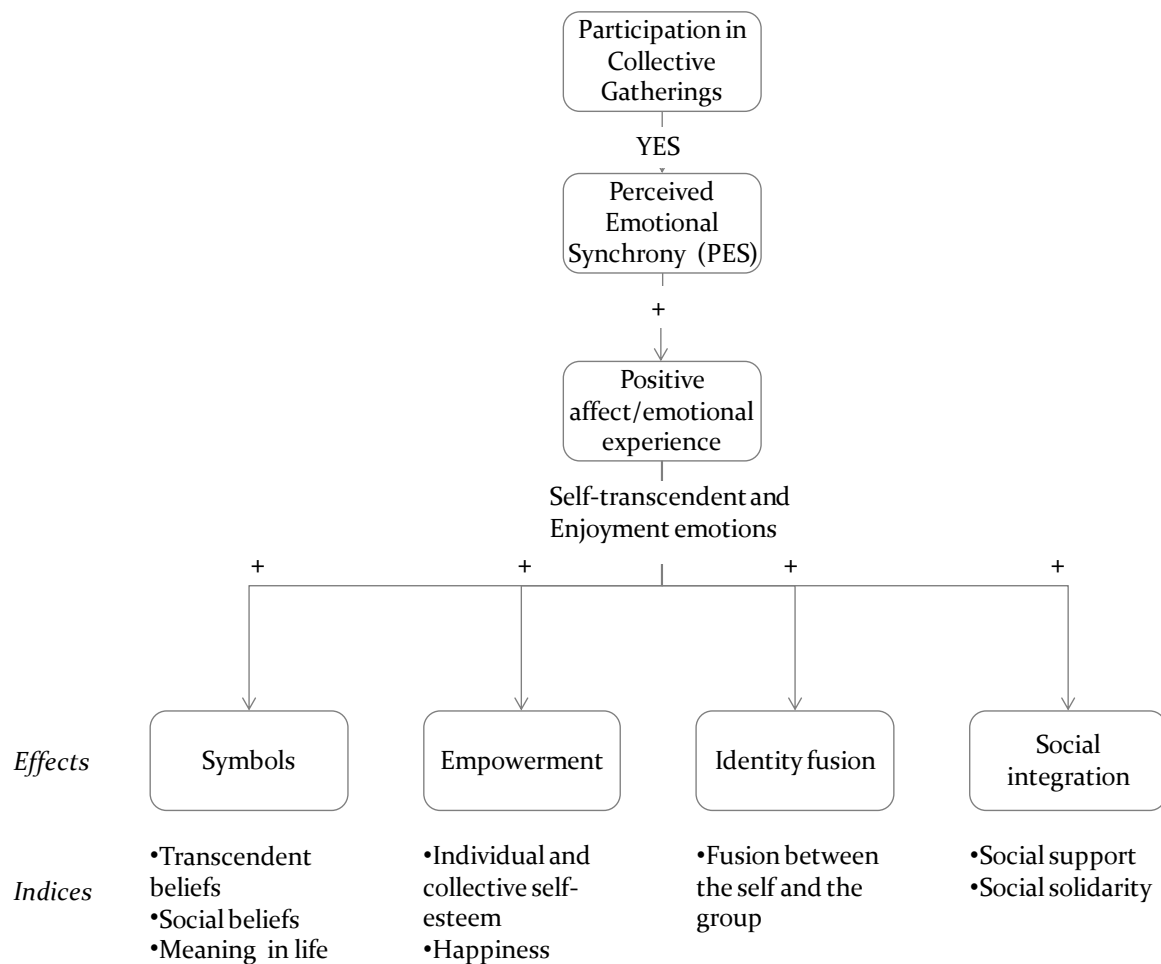 Participation in
Collective
Gatherings
YES
Perceived
Emotional
Synchrony (PES)
+
Positive
affect/emotional
experience
Self-transcendent and
Enjoyment emotions
+ + + +
Effects
Symbols
Empowerment
Identity fusion
Social
integration
Indices
•Transcendent
beliefs
•Social beliefs
•Meaning in life
•Individual and
collective self-
esteem
•Happiness
•Fusion between
the self and the
group
•Social support
•Social solidarity